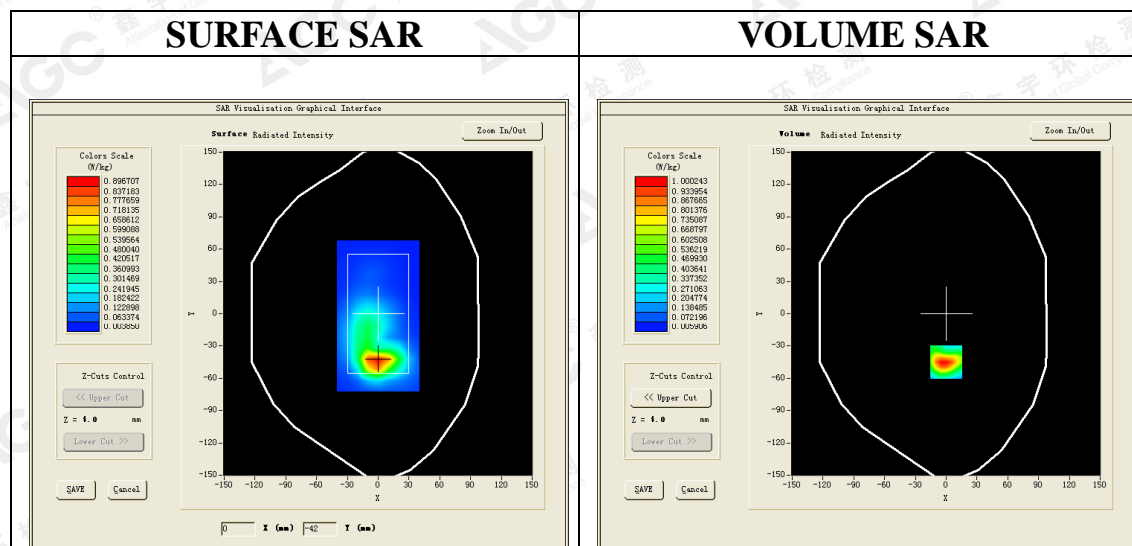 SURFACE SAR
VOLUME SAR
SAR Visualisation Graphical Interface
Surface Radiated Intensity
Zoom In/Out
Colors Scale
(W/kg)
0.896707
0.837183
0.777659
0.718135
0.658612
0.599088
0.539564
0.480040
0.420517
0.360993
0.301469
0.241945
0.182422
0.122898
0.063374
0.003850
150
120
90
60
30
0
-30
-60
-90
-120
-150
Y
-150 -120 -90 -60 -30 0 30 60 90 120 150
X
Z-Cuts Control
<< Upper Cut
Z = 4.0 mm
Lower Cut >>
SAVE Cancel
0 X (mm) -42 Y (mm)
SAR Visualisation Graphical Interface
Volume Radiated Intensity
Zoom In/Out
Colors Scale
(W/kg)
1.000243
0.933954
0.867665
0.801376
0.735087
0.668797
0.602508
0.536219
0.469930
0.403641
0.337352
0.271063
0.204774
0.138485
0.072196
0.005906
150
120
90
60
30
0
-30
-60
-90
-120
-150
Y
-150 -120 -90 -60 -30 0 30 60 90 120 150
X
Z-Cuts Control
<< Upper Cut
Z = 4.0 mm
Lower Cut >>
SAVE Cancel